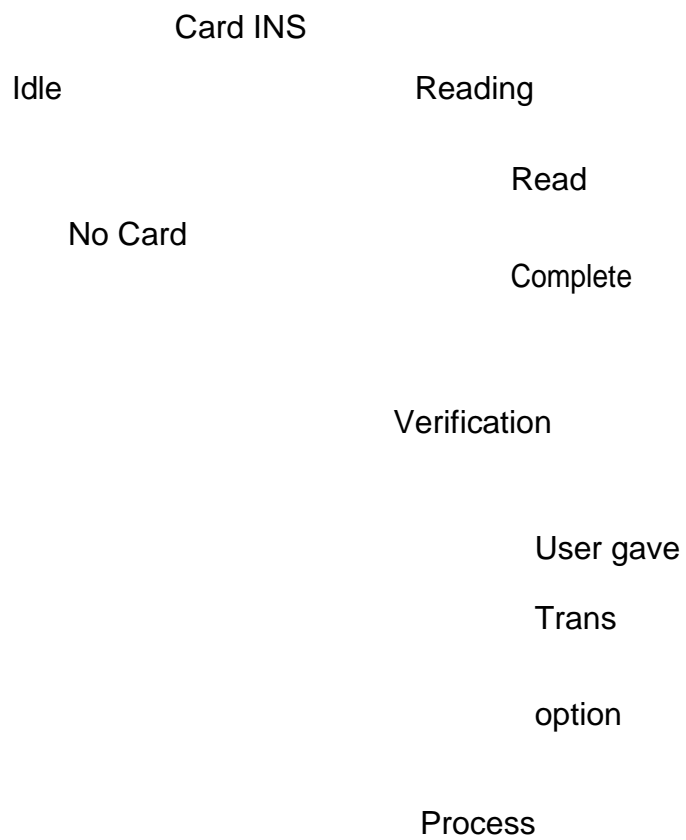 Card INS
Idle Reading
Read
No Card
Complete
Verification
User gave
Trans
option
Process